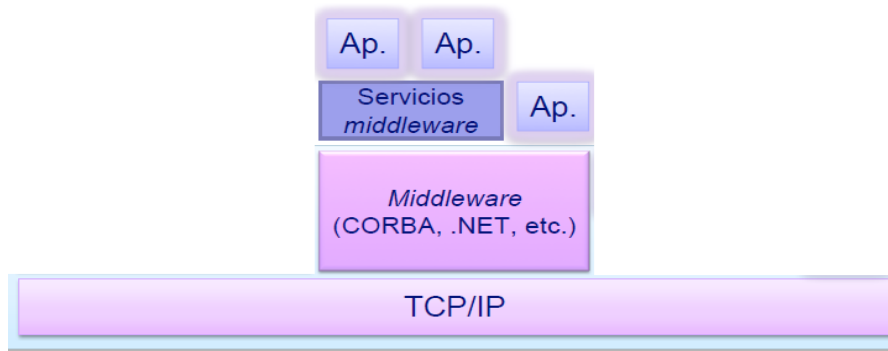 Ap.
Ap.
Servicios
middleware
Ap.
Middleware
(CORBA, .NET, etc.)
TCP/IP